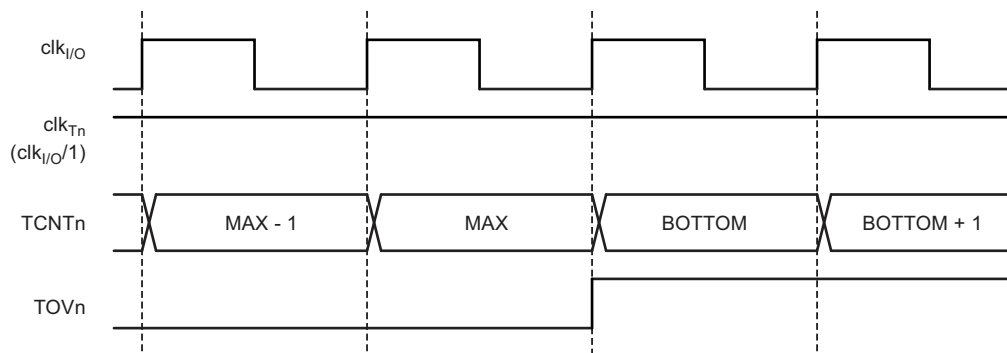 clkI/O
clkTn
(clkI/O/1)
TCNTn MAX - 1 MAX BOTTOM BOTTOM + 1
TOVn